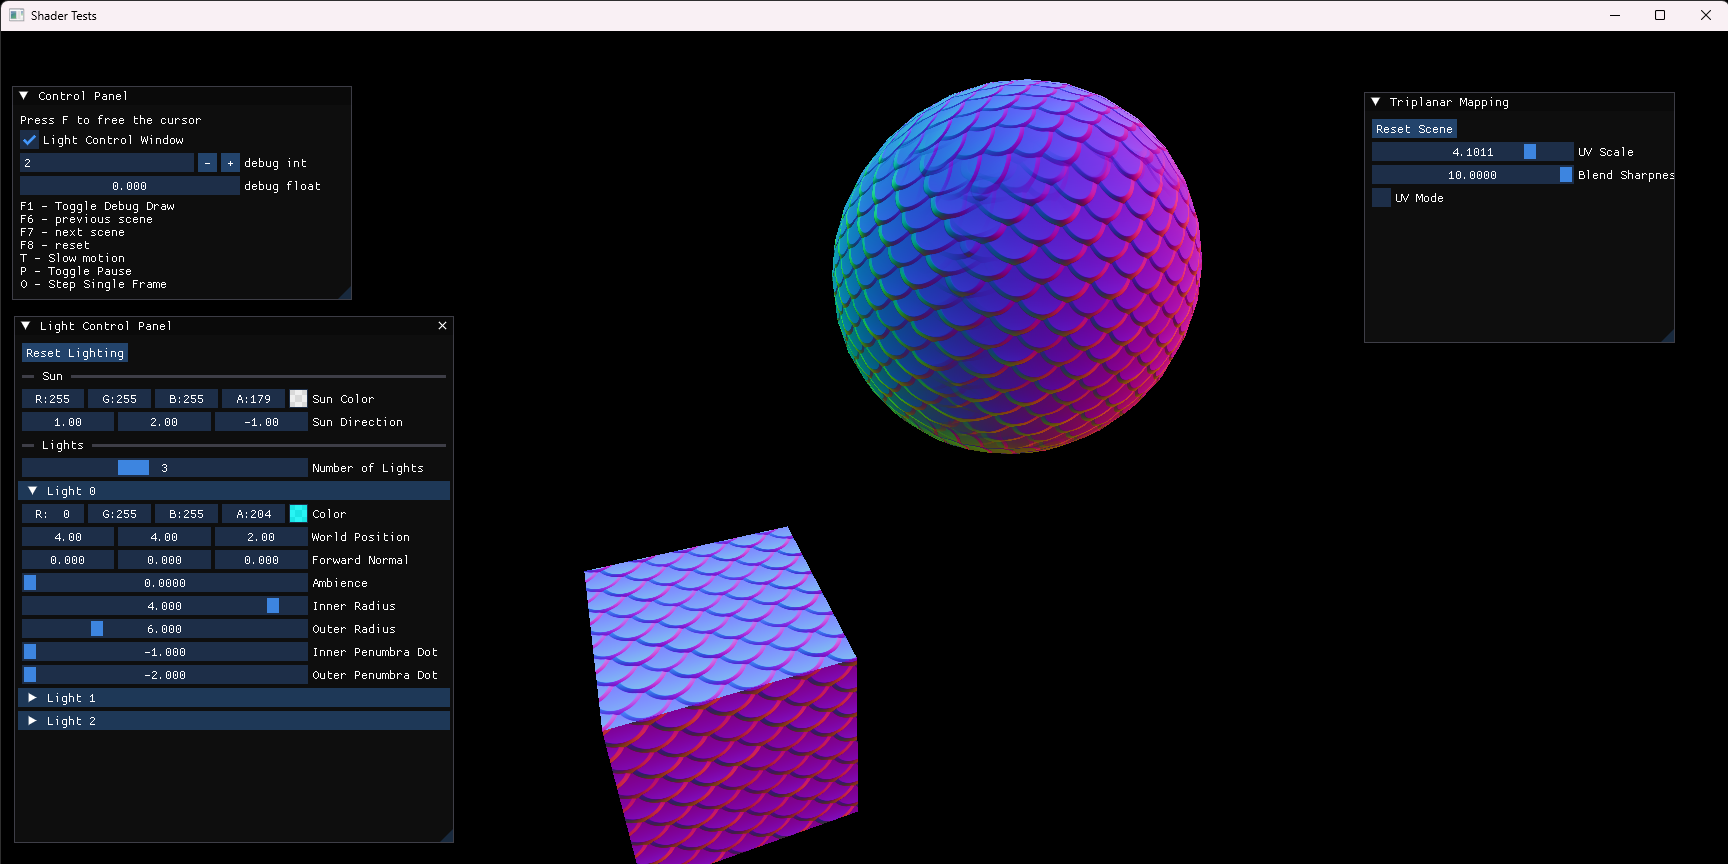 Shader Tests
Control Panel
Press F to free the cursor
Light Control Window
2 - + debug int
0.000 debug float
F1 - Toggle Debug Draw
F6 - previous scene
F7 - next scene
F8 - reset
T - Slow motion
P - Toggle Pause
O - Step Single Frame
Light Control Panel
Reset Lighting
Sun
R:255 G:255 B:255 A:179 Sun Color
1.00 2.00 -1.00 Sun Direction
Lights
3 Number of Lights
Light 0
R: 0 G:255 B:255 A:204 Color
4.00 4.00 2.00 World Position
0.000 0.000 0.000 Forward Normal
0.0000 Ambience
4.000 Inner Radius
6.000 Outer Radius
-1.000 Inner Penumbra Dot
-2.000 Outer Penumbra Dot
Light 1
Light 2
Triplanar Mapping
Reset Scene
4.1011 UV Scale
10.0000 Blend Sharpnes
UV Mode